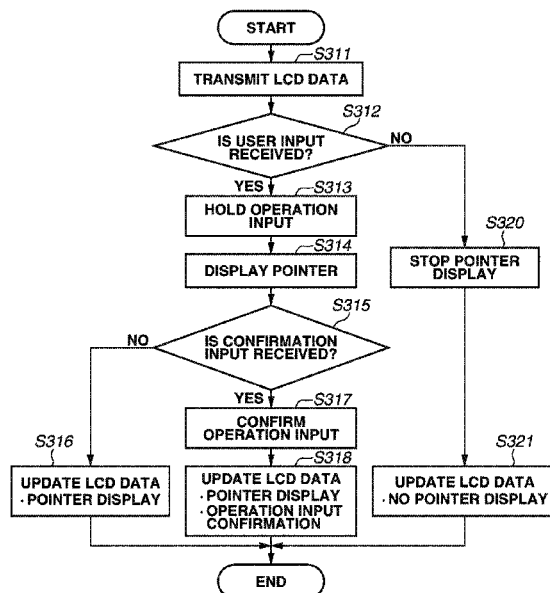 START
S311
TRANSMIT LCD DATA
S312
IS USER INPUT
RECEIVED?
NO
YES
S313
HOLD OPERATION
INPUT
S314
DISPLAY POINTER
S320
STOP POINTER
DISPLAY
S315
IS CONFIRMATION
INPUT RECEIVED?
NO
YES
S317
CONFIRM
OPERATION INPUT
S316
UPDATE LCD DATA
· POINTER DISPLAY
S318
UPDATE LCD DATA
· POINTER DISPLAY
· OPERATION INPUT
CONFIRMATION
S321
UPDATE LCD DATA
· NO POINTER DISPLAY
END